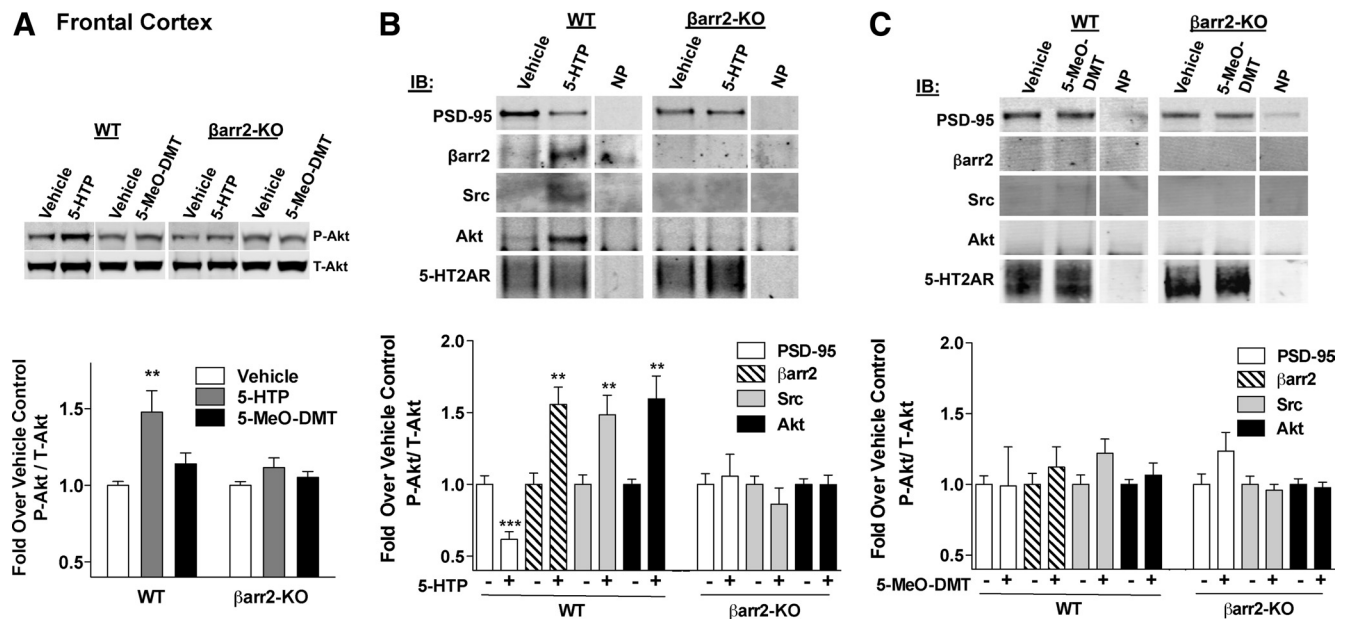 A Frontal Cortex
WT βarr2-KO
Vehicle 5-HTP Vehicle 5-MeO-DMT Vehicle 5-HTP Vehicle 5-MeO-DMT
P-Akt
T-Akt
Fold Over Vehicle Control
P-Akt / T-Akt
1.5
1.0
0.5
**
Vehicle
5-HTP
5-MeO-DMT
WT βarr2-KO
B
WT βarr2-KO
IB: Vehicle 5-HTP NP Vehicle 5-HTP NP
PSD-95
βarr2
Src
Akt
5-HT2AR
Fold Over Vehicle Control
P-Akt/ T-Akt
2.0
1.5
1.0
0.5
*** ** ** **
PSD-95
βarr2
Src
Akt
5-HTP - + - + - + - + - + - + - +
WT βarr2-KO
C
WT βarr2-KO
IB: Vehicle 5-MeO-DMT NP Vehicle 5-MeO-DMT NP
PSD-95
βarr2
Src
Akt
5-HT2AR
Fold Over Vehicle Control
P-Akt/ T-Akt
2.0
1.5
1.0
0.5
PSD-95
βarr2
Src
Akt
5-MeO-DMT - + - + - + - + - + - + - +
WT βarr2-KO